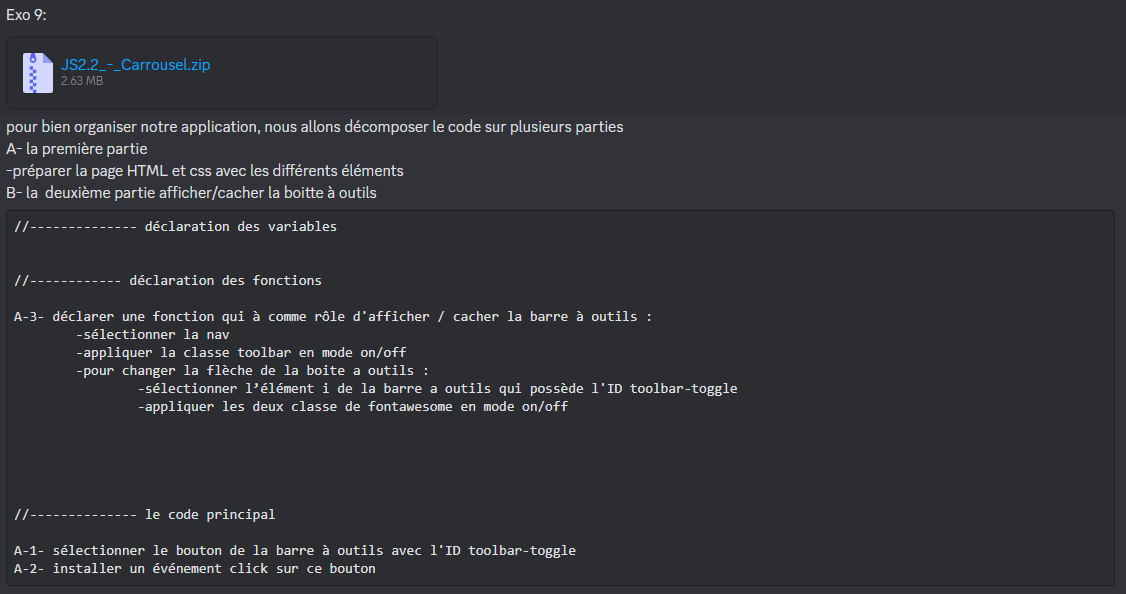 Exo 9:
JS2.2_-_Carrousel.zip
2.63 MB
pour bien organiser notre application, nous allons décomposer le code sur plusieurs parties
A- la première partie
-préparer la page HTML et css avec les différents éléments
B- la  deuxième partie afficher/cacher la boitte à outils
//-------------- déclaration des variables
//------------ déclaration des fonctions
A-3- déclarer une fonction qui à comme rôle d'afficher / cacher la barre à outils :
-sélectionner la nav
-appliquer la classe toolbar en mode on/off
-pour changer la flèche de la boite a outils :
-sélectionner l’élément i de la barre a outils qui possède l'ID toolbar-toggle
-appliquer les deux classe de fontawesome en mode on/off
//-------------- le code principal
A-1- sélectionner le bouton de la barre à outils avec l'ID toolbar-toggle
A-2- installer un événement click sur ce bouton